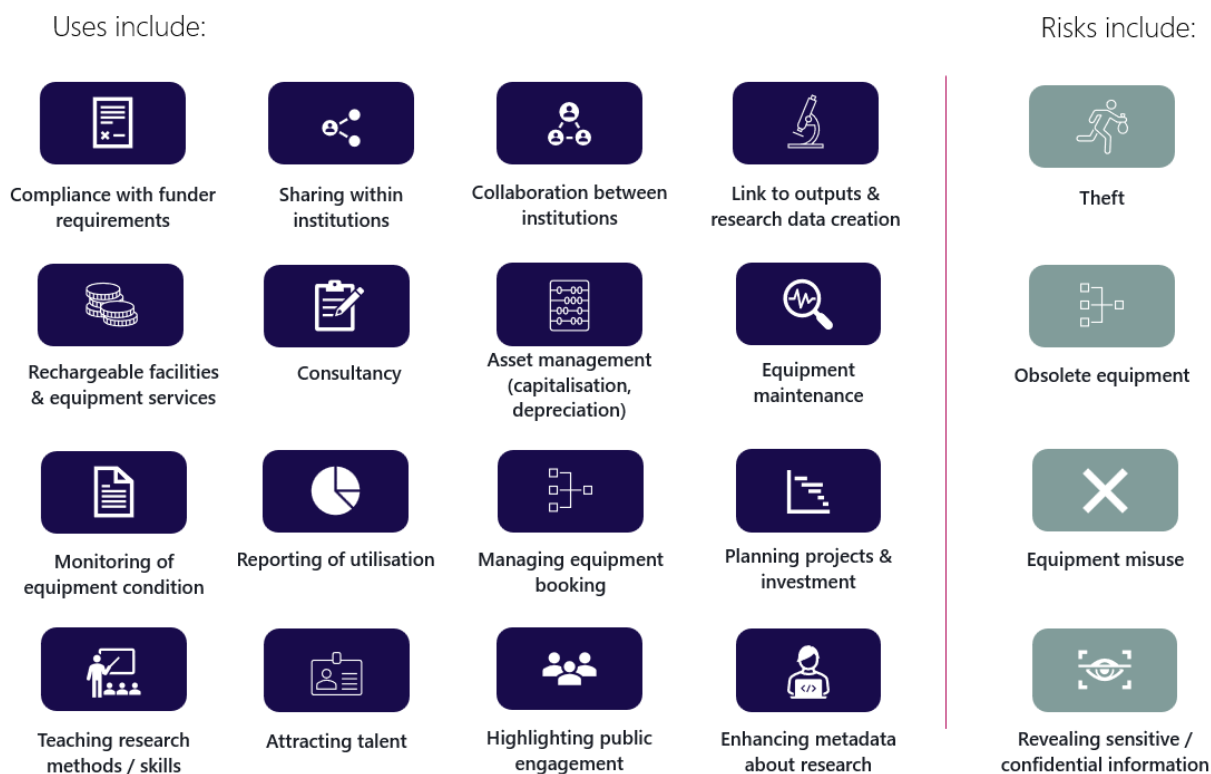 Uses include:
Risks include:
Compliance with funder
requirements
Sharing within
institutions
Collaboration between
institutions
Link to outputs &
research data creation
Theft
Rechargeable facilities
& equipment services
Consultancy
Asset management
(capitalisation,
depreciation)
Equipment
maintenance
Obsolete equipment
Monitoring of
equipment condition
Reporting of utilisation
Managing equipment
booking
Planning projects &
investment
Equipment misuse
Teaching research
methods / skills
Attracting talent
Highlighting public
engagement
Enhancing metadata
about research
Revealing sensitive /
confidential information